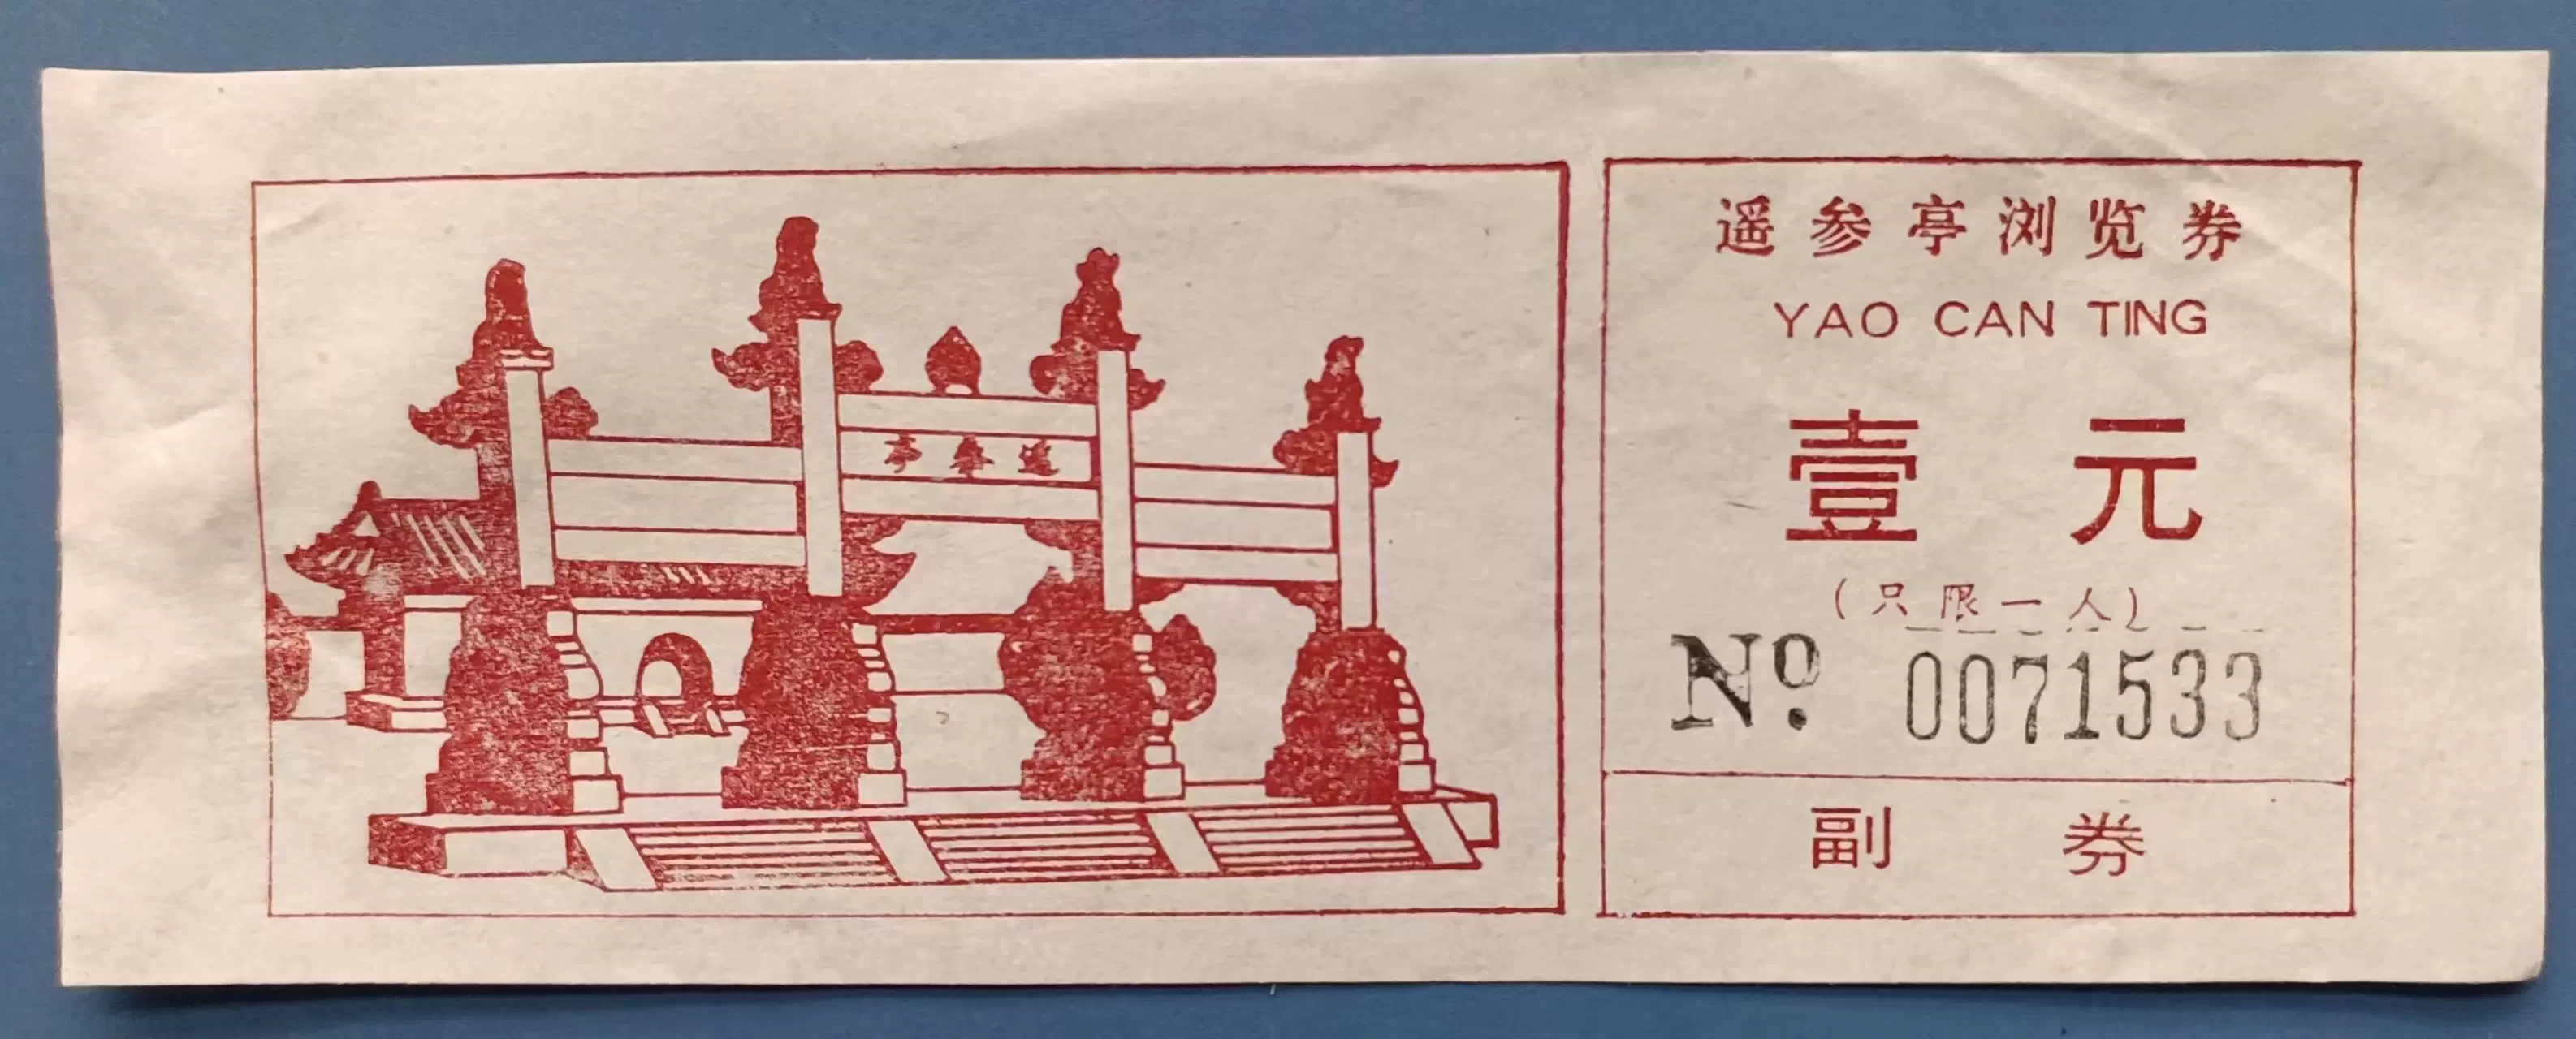 亭参遥
遥参亭浏览券
YAO CAN TING
壹元
(只限一人)
No. 0071533
副券